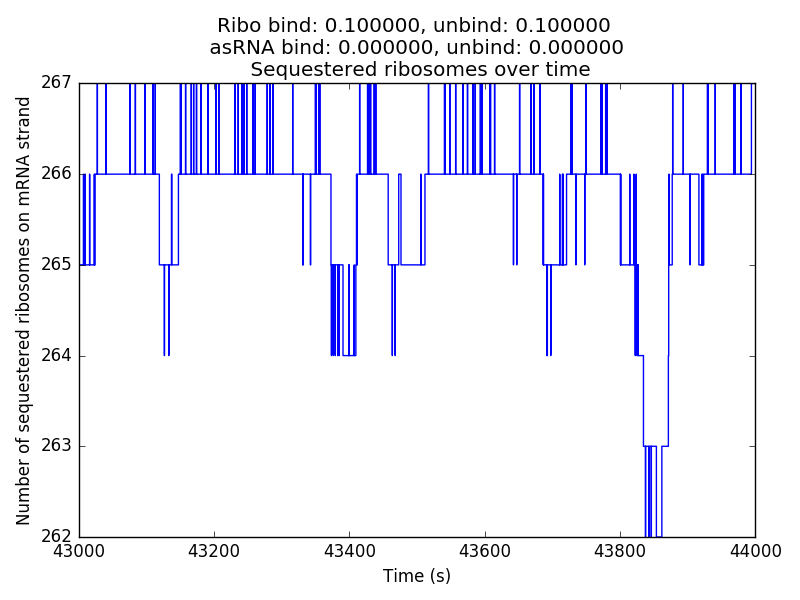 Ribo bind: 0.100000, unbind: 0.100000
asRNA bind: 0.000000, unbind: 0.000000
Sequestered ribosomes over time
Number of sequestered ribosomes on mRNA strand
267
266
265
264
263
262
43000 43200 43400 43600 43800 44000
Time (s)